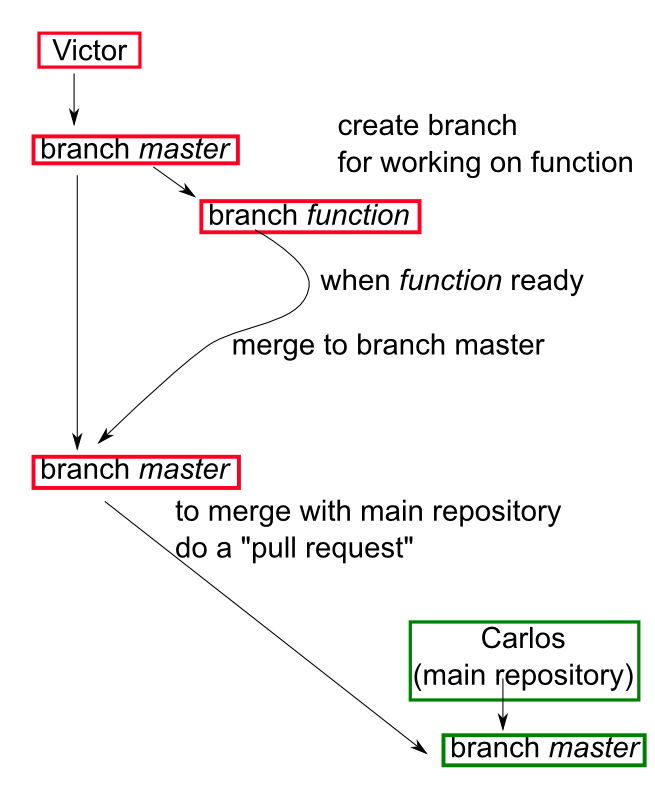 Victor
branch master
create branch
for working on function
branch function
when function ready
merge to branch master
branch master
to merge with main repository
do a "pull request"
Carlos
(main repository)
branch master